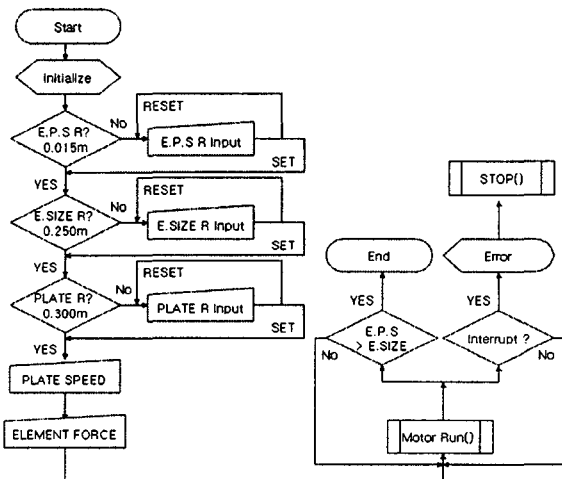 Start
Initialize
E.P.S R?
0.015m
No
RESET
E.P.S R Input
SET
YES
E.SIZE R?
0.250m
No
RESET
E.SIZE R Input
SET
YES
PLATE R?
0.300m
No
RESET
PLATE R Input
SET
YES
PLATE SPEED
ELEMENT FORCE
STOP()
End
Error
YES
YES
E.P.S
> E.SIZE
No
Interrupt ?
No
Motor Run()